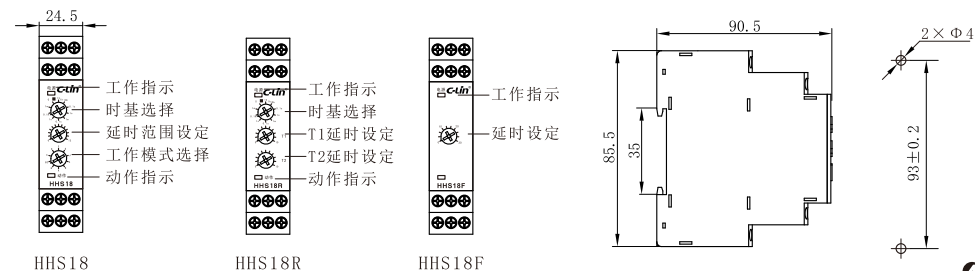 24.5
C-Lin
工作指示
时基选择
延时范围设定
工作模式选择
动作指示
HHS18
HHS18
C-Lin
工作指示
时基选择
T1延时设定
T2延时设定
动作指示
HHS18R
HHS18R
C-Lin
工作指示
延时设定
HHS18F
HHS18F
90.5
85.5
35
2×Φ4
93±0.2